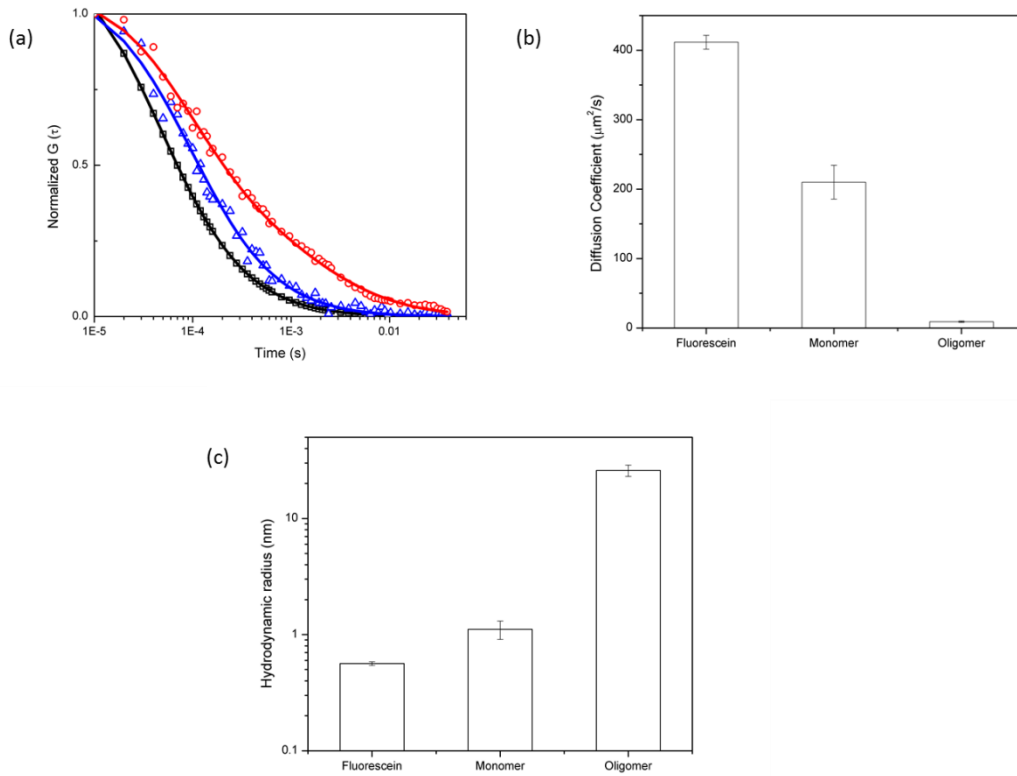 (a)
1.0
0.5
0.0
Normalized G (τ)
1E-5 1E-4 1E-3 0.01
Time (s)
(b)
400
300
200
100
0
Diffusion Coefficient (μm²/s)
Fluorescein Monomer Oligomer
(c)
10
1
0.1
Hydrodynamic radius (nm)
Fluorescein Monomer Oligomer